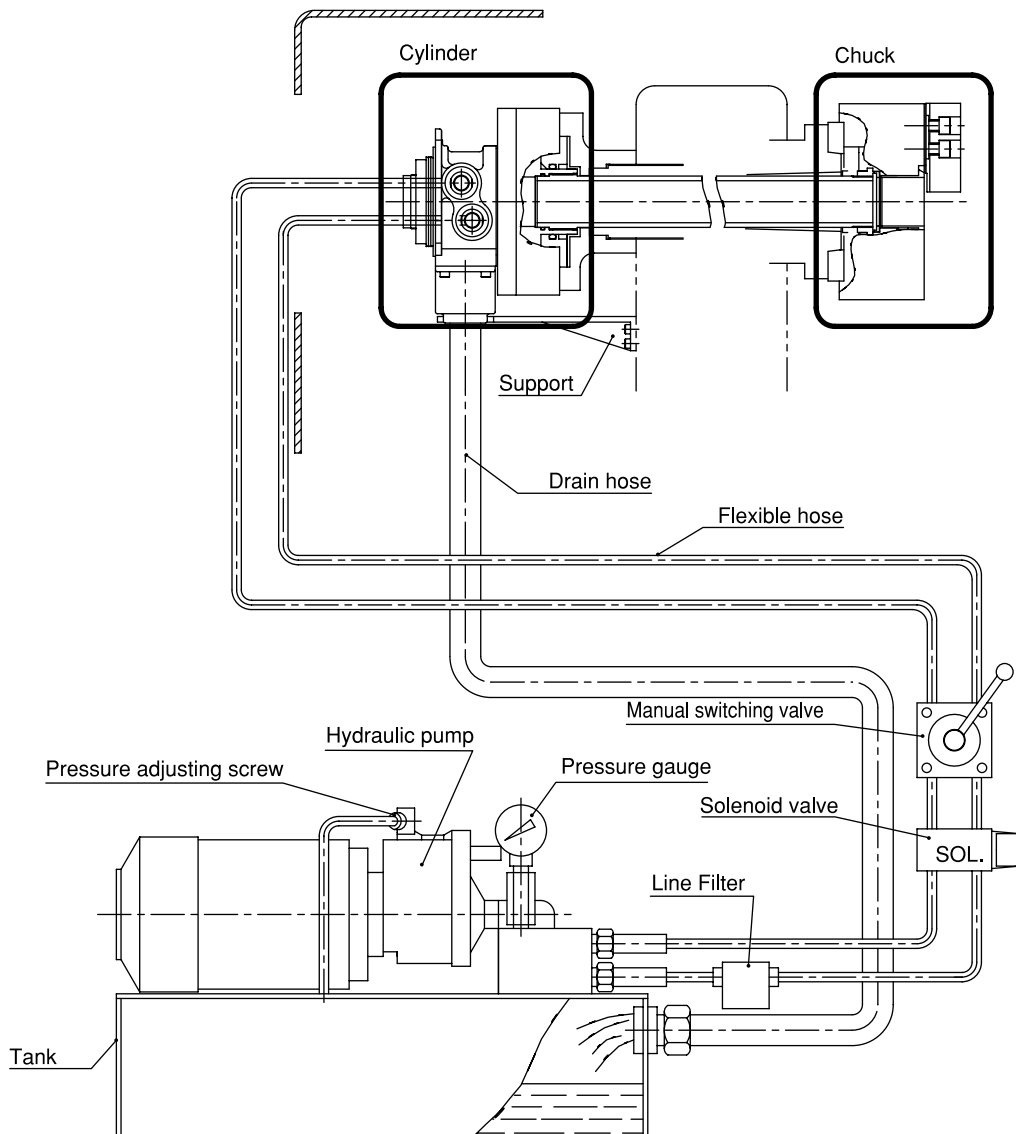 Cylinder
Chuck
Support
Drain hose
Flexible hose
Manual switching valve
Hydraulic pump
Pressure adjusting screw
Pressure gauge
Solenoid valve
SOL.
Line Filter
Tank